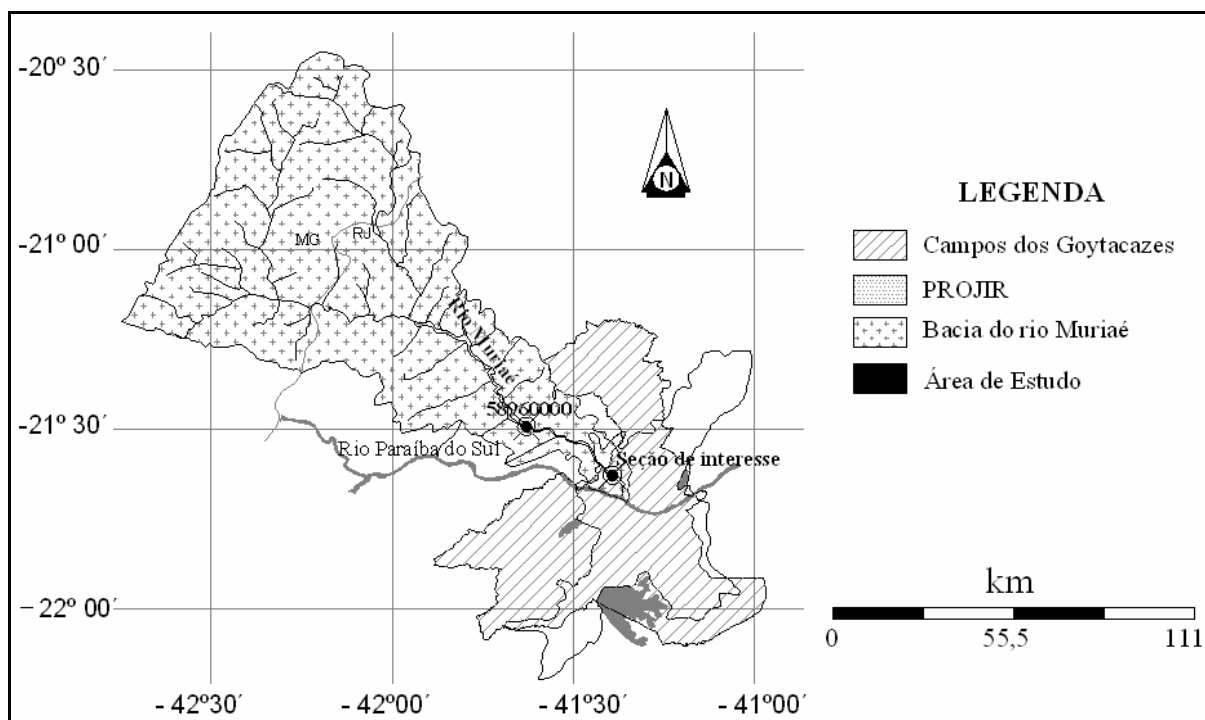 -20º 30´
-21º 00´
-21º 30´
-22º 00´
-42º30´
-42º00´
-41º30´
-41º00´
MG
RJ
Rio Muriaé
58960000
Rio Paraíba do Sul
Seção de interesse
N
LEGENDA
Campos dos Goytacazes
PROJIR
Bacia do rio Muriaé
Área de Estudo
km
0
55,5
111